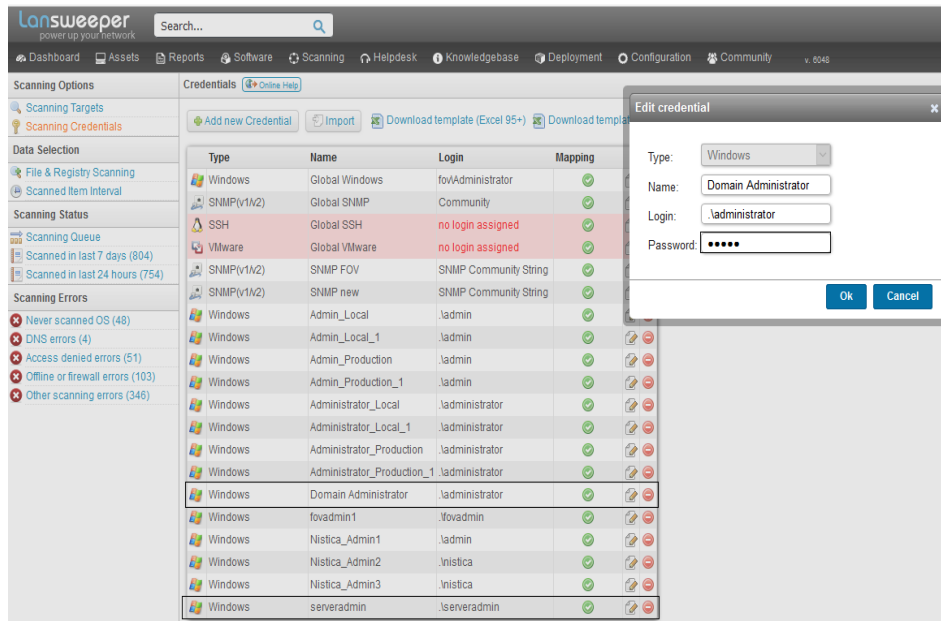 Lansweeper
power up your network
Search...
Dashboard Assets Reports Software Scanning Helpdesk Knowledgebase Deployment Configuration Community v. 6048
Scanning Options
Scanning Targets
Scanning Credentials
Data Selection
File & Registry Scanning
Scanned Item Interval
Scanning Status
Scanning Queue
Scanned in last 7 days (804)
Scanned in last 24 hours (754)
Scanning Errors
Never scanned OS (48)
DNS errors (4)
Access denied errors (51)
Offline or firewall errors (103)
Other scanning errors (346)
Credentials Online Help
Add new Credential Import Download template (Excel 95+) Download templat
Type Name Login Mapping
Windows Global Windows fov\Administrator
SNMP(v1/v2) Global SNMP Community
SSH Global SSH no login assigned
VMware Global VMware no login assigned
SNMP(v1/v2) SNMP FOV SNMP Community String
SNMP(v1/v2) SNMP new SNMP Community String
Windows Admin_Local .\admin
Windows Admin_Local_1 .\admin
Windows Admin_Production .\admin
Windows Admin_Production_1 .\admin
Windows Administrator_Local .\administrator
Windows Administrator_Local_1 .\administrator
Windows Administrator_Production .\administrator
Windows Administrator_Production_1 .\administrator
Windows Domain Administrator .\administrator
Windows fovadmin1 .\fovadmin
Windows Nistica_Admin1 .\admin
Windows Nistica_Admin2 .\nistica
Windows Nistica_Admin3 .\nistica
Windows serveradmin .\serveradmin
Edit credential
Type: Windows
Name: Domain Administrator
Login: .\administrator
Password: •••••
Ok Cancel